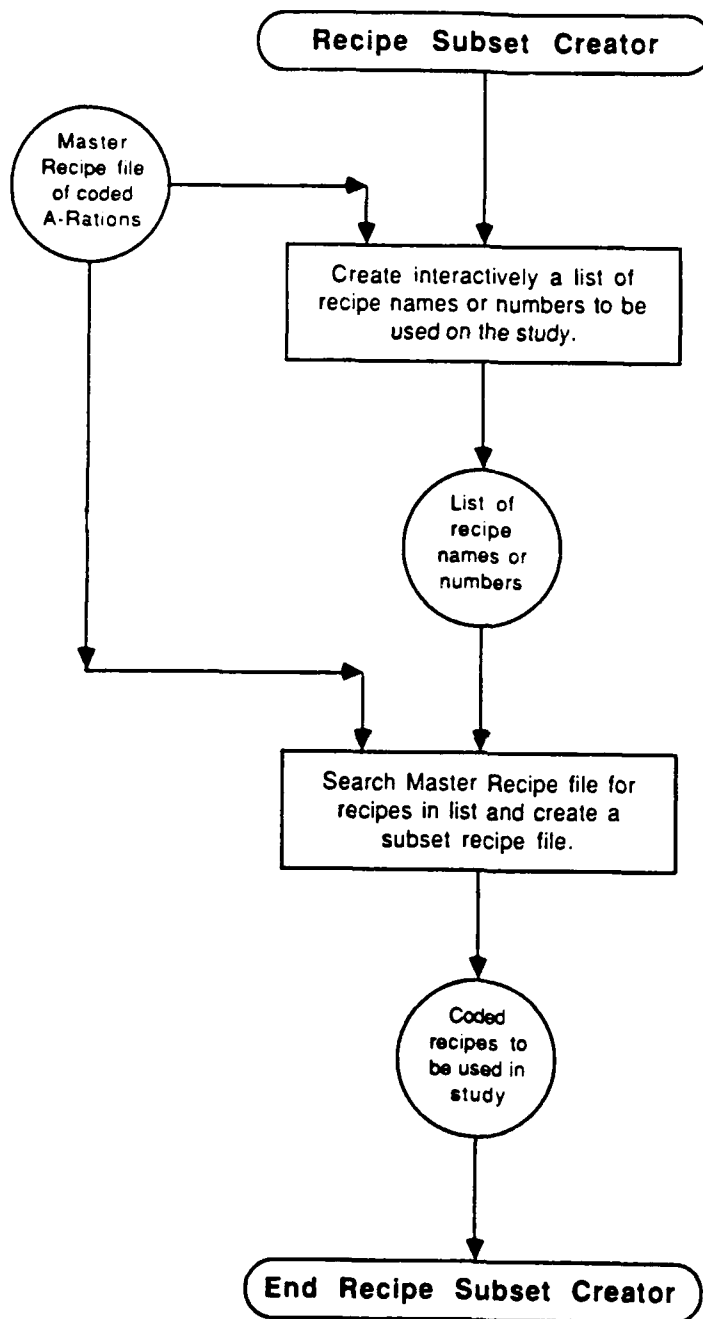 Recipe Subset Creator
Master
Recipe file
of coded
A-Rations
Create interactively a list of
recipe names or numbers to be
used on the study.
List of
recipe
names or
numbers
Search Master Recipe file for
recipes in list and create a
subset recipe file.
Coded
recipes to
be used in
study
End Recipe Subset Creator